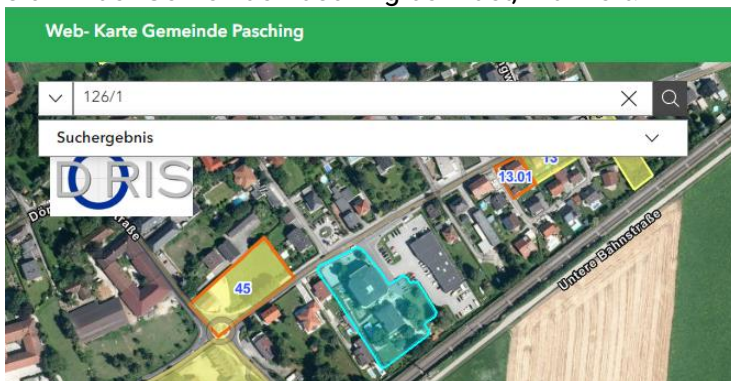 Web- Karte Gemeinde Pasching
126/1
Suchergebnis
DORIS
13
13.01
45
Untere Bahnstraße